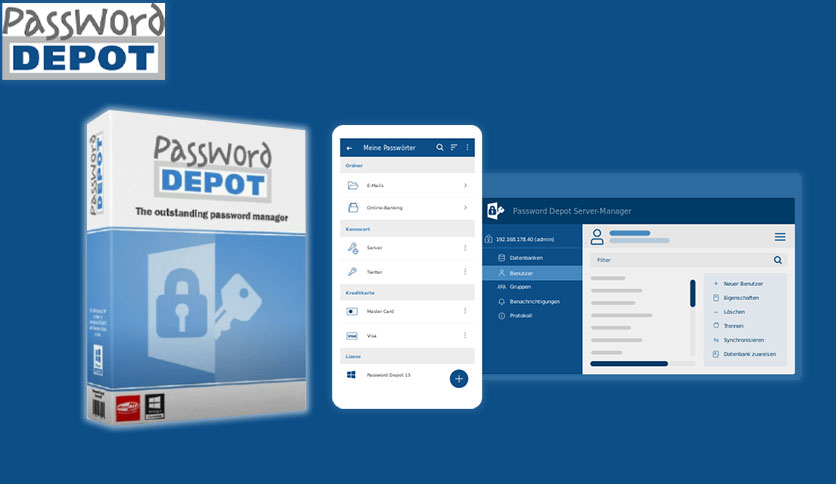 Password
DEPOT
Password
DEPOT
Password
DEPOT
The outstanding password manager
Meine Passwörter
Ordner
E-Mails
Online-Banking
Kennwort
Server
Twitter
Kreditkarte
Master Card
VISA
Visa
Lizenz
Password Depot 15
Password Depot Server-Manager
192.168.178.40 (admin)
Datenbanken
Benutzer
Gruppen
Benachrichtigungen
Protokoll
Filter
Neuer Benutzer
Eigenschaften
Löschen
Trennen
Synchronisieren
Datenbank zuweisen